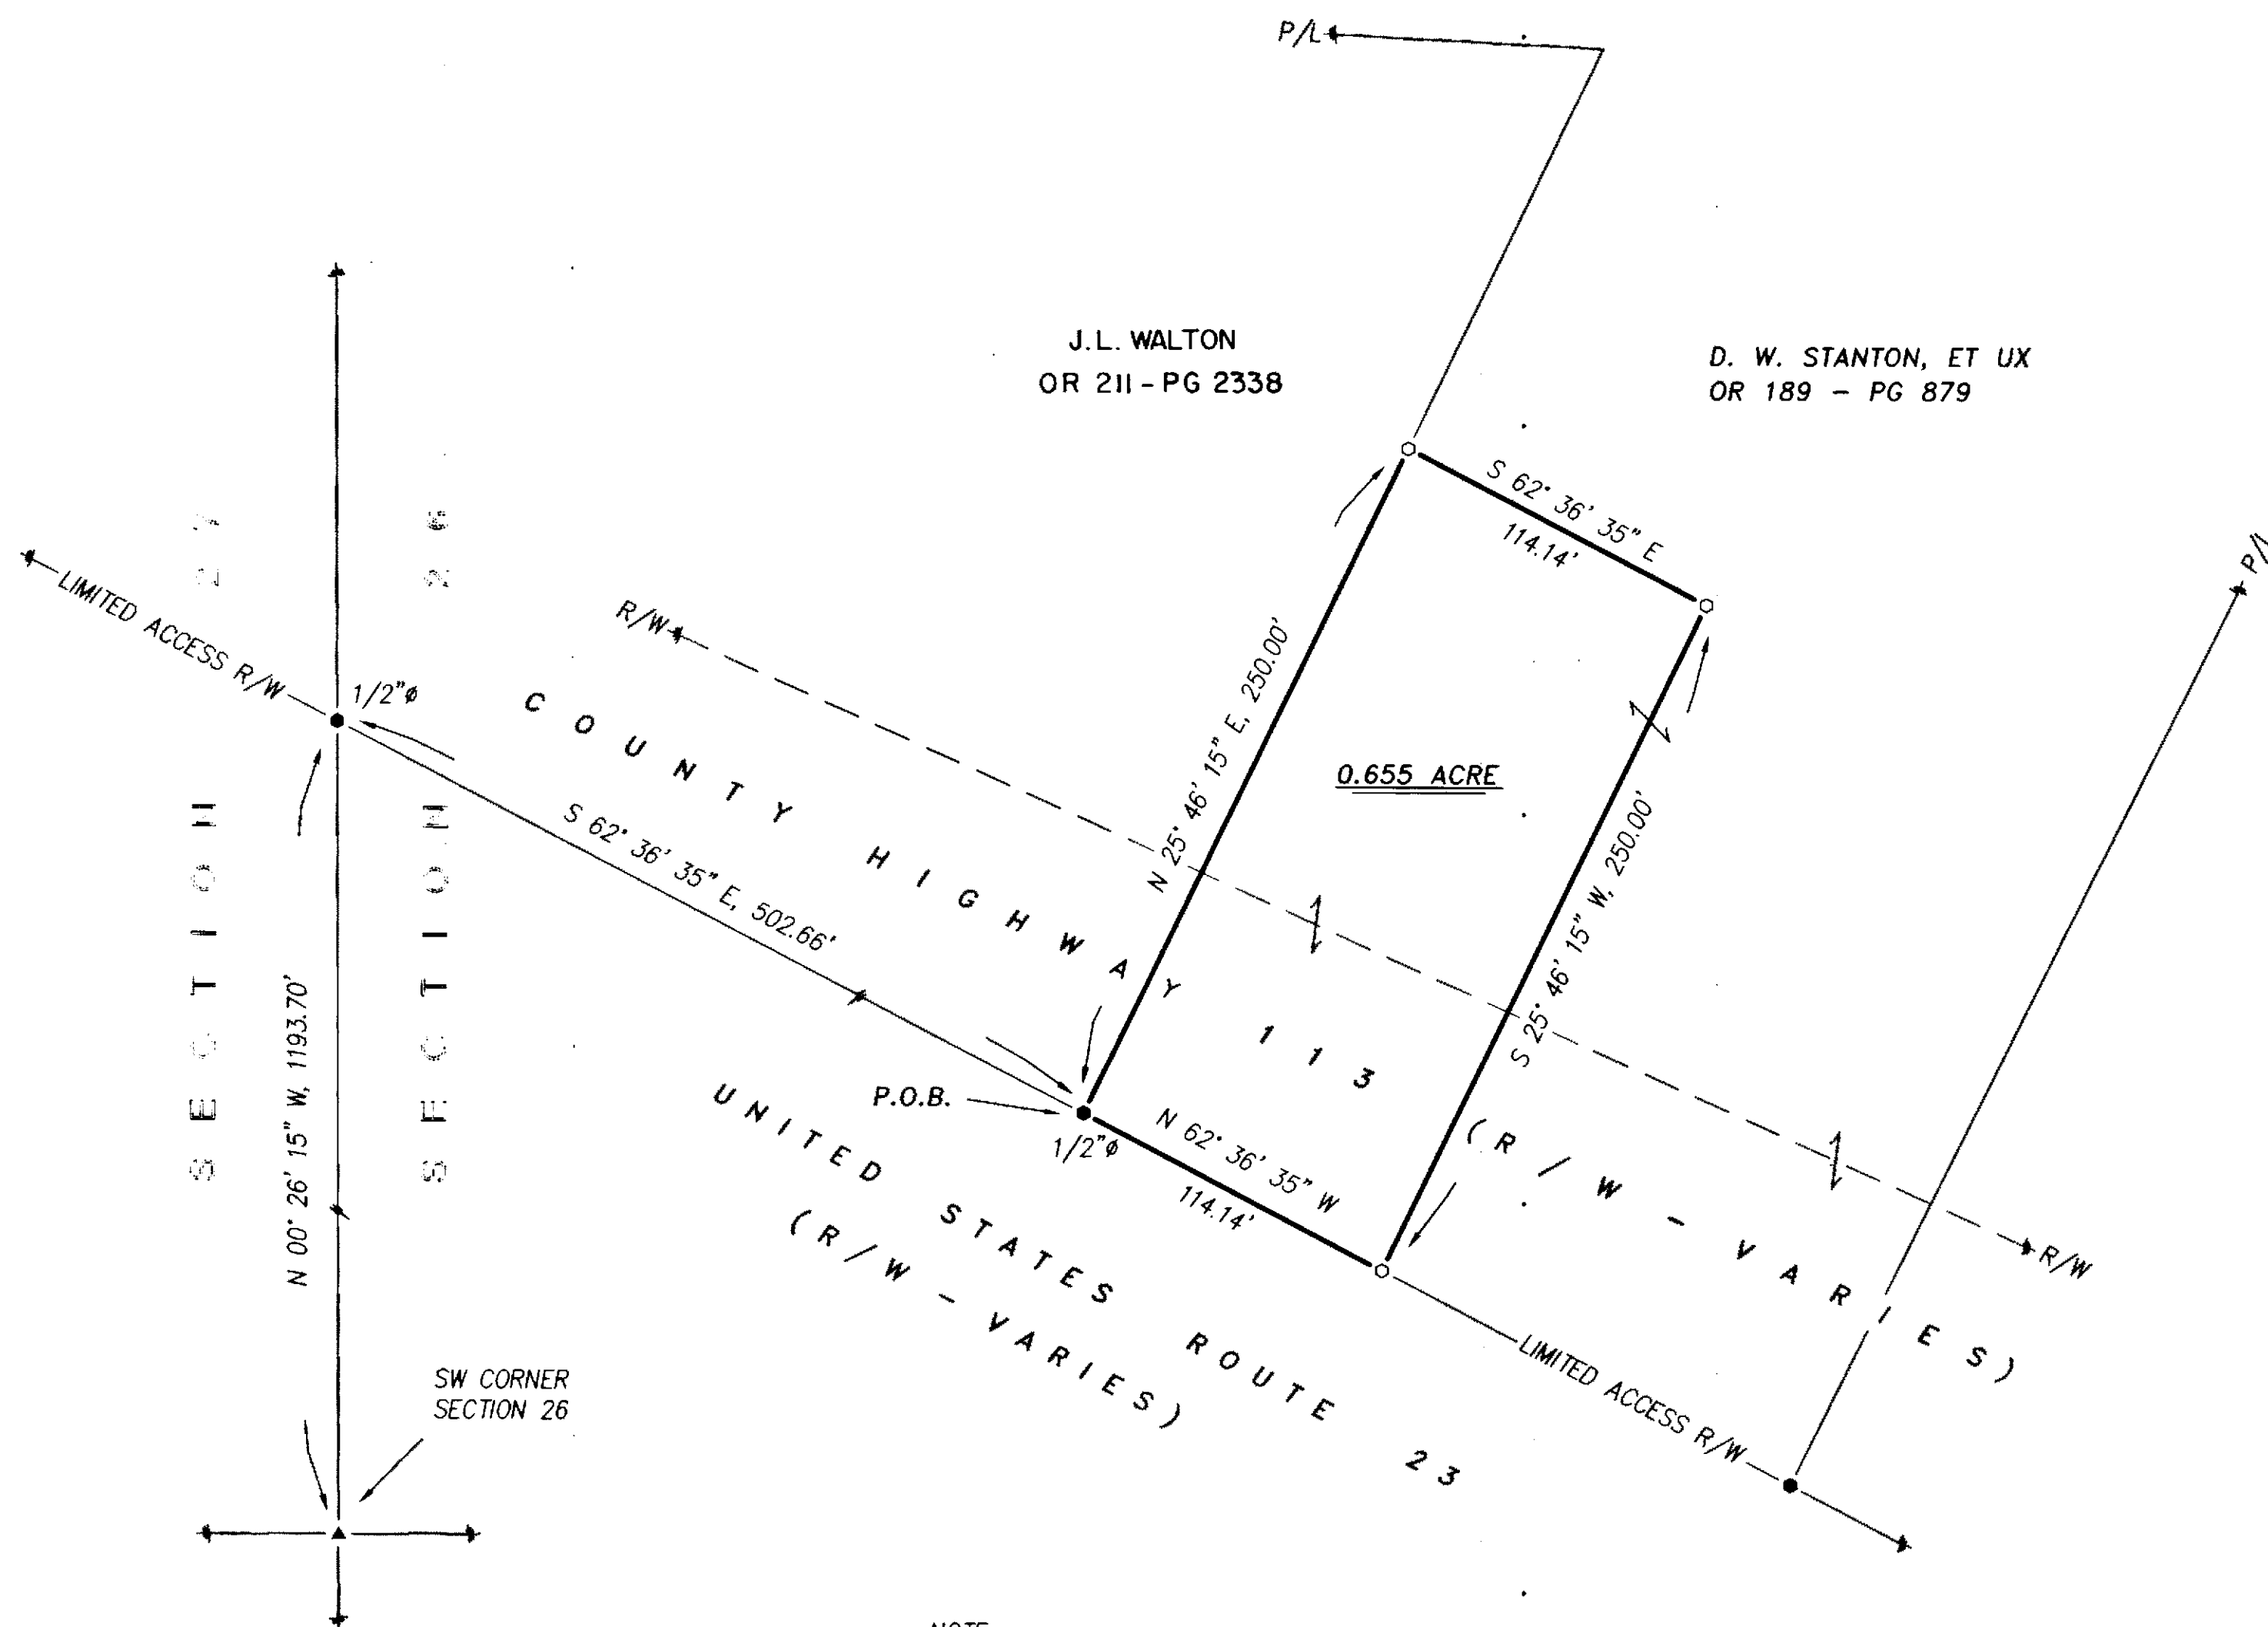 P/L
J.L. WALTON
OR 211 - PG 2338
D. W. STANTON, ET UX
OR 189 - PG 879
S 62° 36' 35" E
114.14'
P/L
SECTION 27
SECTION 26
LIMITED ACCESS R/W
1/2"ϕ
R/W
COUNTY HIGHWAY 113 (R/W - VARIES)
N 25° 46' 15" E, 250.00'
0.655 ACRE
S 25° 46' 15" W, 250.00'
S 62° 36' 35" E, 502.66'
N 00° 26' 15" W, 1193.70'
P.O.B.
1/2"ϕ
N 62° 36' 35" W
114.14'
UNITED STATES ROUTE 23
(R/W - VARIES)
R/W
LIMITED ACCESS R/W
SW CORNER
SECTION 26
NOTE